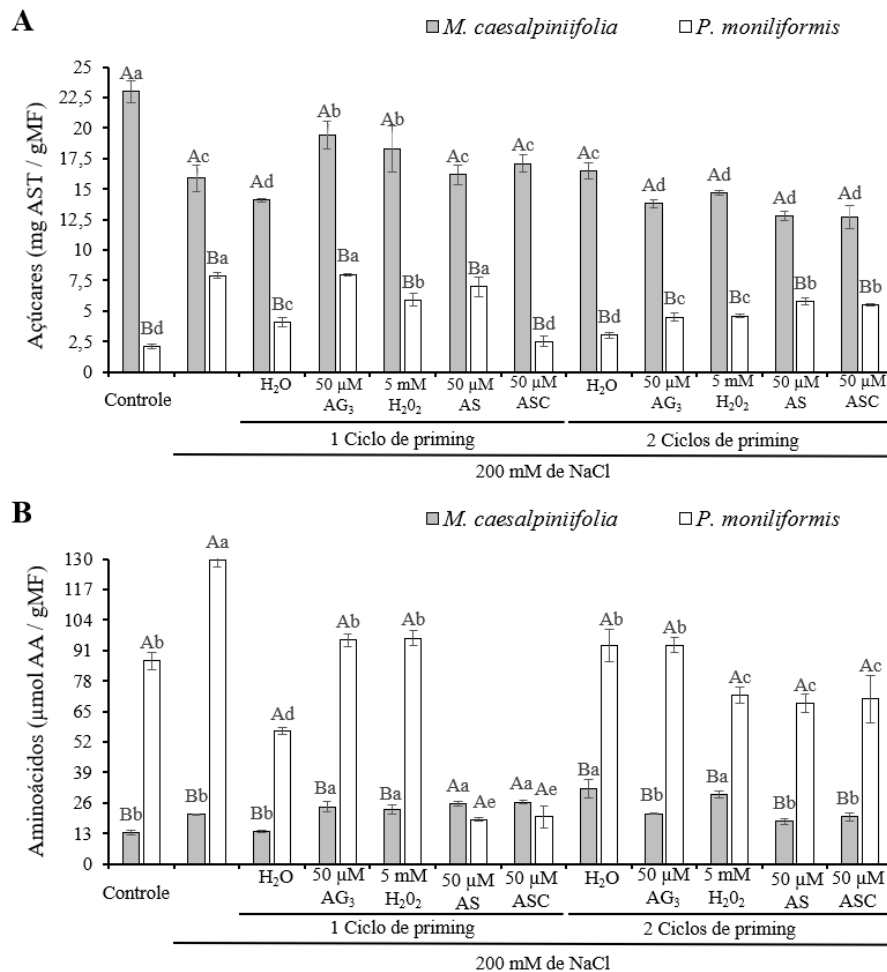 A
M. caesalpiniifolia P. moniliformis
Açúcares (mg AST / gMF)
25
22,5
20
17,5
15
12,5
10
7,5
5
2,5
0
Aa Bd Ac Ba Ad Bc Ab Ba Ab Bb Ac Ba Ac Bd Ac Bd Ad Bc Ad Bc Ad Bb Ad Bb
Controle
H₂O 50 µM AG₃ 5 mM H₂0₂ 50 µM AS 50 µM ASC H₂O 50 µM AG₃ 5 mM H₂0₂ 50 µM AS 50 µM ASC
1 Ciclo de priming 2 Ciclos de priming
200 mM de NaCl
B
M. caesalpiniifolia P. moniliformis
Aminoácidos (µmol AA / gMF)
130
117
104
91
78
65
52
39
26
13
0
Bb Ab Bb Aa Bb Ad Ba Ab Ba Ab Aa Ae Aa Ae Ba Ab Bb Ab Ba Ac Bb Ac Bb Ac
Controle
H₂O 50 µM AG₃ 5 mM H₂0₂ 50 µM AS 50 µM ASC H₂O 50 µM AG₃ 5 mM H₂0₂ 50 µM AS 50 µM ASC
1 Ciclo de priming 2 Ciclos de priming
200 mM de NaCl